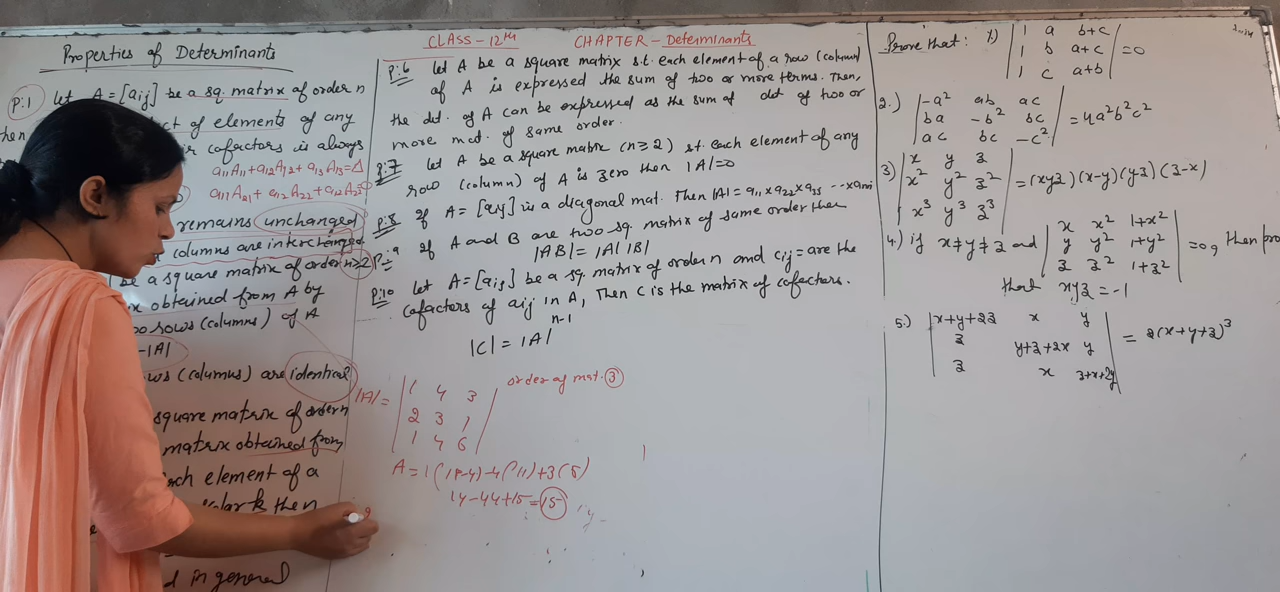 Properties of Determinants
P:1 Let A = [aij] be a sq. matrix of order n
then
of elements of any
cofactors is always
a11A11+a12A12+a13A13=Δ
a11A21+a12A22+a12A23=0
remains unchanged
columns are interchanged
be a square matrix of order n≥2
obtained from A by
rows (columns) of A
-|A|
(columns) are identical
square matrix of order n
matrix obtained from
element of a
then
in general
CLASS-12TH CHAPTER-Determinants
P:6 Let A be a square matrix s.t. each element of a row (column)
of A is expressed the sum of two or more terms. Then,
the det. of A can be expressed as the sum of det of two or
more mat. of same order.
P:7 Let A be a square matrix (n≥2) st. each element of any
row (column) of A is zero then |A|=0
P:8 If A = [aij] is a diagonal mat. Then |A| = a11×a22×a33 ---×ann
P:9 If A and B are two sq. matrix of same order then
|AB|=|A||B|
P:10 Let A=[aij] be a sq. matrix of order n and cij=are the
cofactors of aij in A, Then C is the matrix of cofactors.
|C| = |A|^n-1
|A| = | 1 4 3 | order of mat. 3
2 3 1
1 4 6
A = 1(18-4)-4(11)+3(5)
14-44+15=15
Prove that: 1) | 1 a b+c |
| 1 b a+c | =0
| 1 c a+b |
2.) | -a² ab ac |
| ba -b² bc | =4a²b²c²
| ac bc -c² |
3) | x y z |
| x² y² z² | =(xyz)(x-y)(yz)(z-x)
| x³ y³ z³ |
4.) if x≠y≠z and | x x² 1+x² |
| y y² 1+y² | =0, then pro
| z z² 1+z² |
that xyz=-1
5.) | x+y+2z x y |
| z y+z+2x y | = 2(x+y+z)³
| z x z+x+2y |